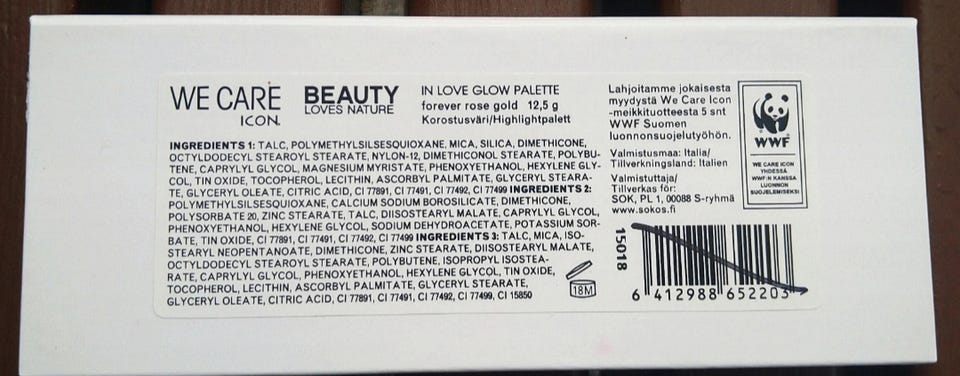 WE CARE
ICON.
BEAUTY
LOVES NATURE
IN LOVE GLOW PALETTE
forever rose gold 12,5 g
Korostusväri/Highlightpalett
INGREDIENTS 1: TALC, POLYMETHYLSILSESQUIOXANE, MICA, SILICA, DIMETHICONE,
OCTYLDODECYL STEAROYL STEARATE, NYLON-12, DIMETHICONOL STEARATE, POLYBU-
TENE, CAPRYLYL GLYCOL, MAGNESIUM MYRISTATE, PHENOXYETHANOL, HEXYLENE GLY-
COL, TIN OXIDE, TOCOPHEROL, LECITHIN, ASCORBYL PALMITATE, GLYCERYL STEARA-
TE, GLYCERYL OLEATE, CITRIC ACID, CI 77891, CI 77491, CI 77492, CI 77499 INGREDIENTS 2:
POLYMETHYLSILSESQUIOXANE, CALCIUM SODIUM BOROSILICATE, DIMETHICONE,
POLYSORBATE 20, ZINC STEARATE, TALC, DIISOSTEARYL MALATE, CAPRYLYL GLYCOL,
PHENOXYETHANOL, HEXYLENE GLYCOL, SODIUM DEHYDROACETATE, POTASSIUM SOR-
BATE, TIN OXIDE, CI 77891, CI 77491, CI 77492, CI 77499 INGREDIENTS 3: TALC, MICA, ISO-
STEARYL NEOPENTANOATE, DIMETHICONE, ZINC STEARATE, DIISOSTEARYL MALATE,
OCTYLDODECYL STEAROYL STEARATE, POLYBUTENE, ISOPROPYL ISOSTEA-
RATE, CAPRYLYL GLYCOL, PHENOXYETHANOL, HEXYLENE GLYCOL, TIN OXIDE,
TOCOPHEROL, LECITHIN, ASCORBYL PALMITATE, GLYCERYL STEARATE,
GLYCERYL OLEATE, CITRIC ACID, CI 77891, CI 77491, CI 77492, CI 77499, CI 15850
18M
Lahjoitamme jokaisesta
myydystä We Care Icon
-meikkituotteesta 5 snt
WWF Suomen
luonnonsuojelutyöhön.
Valmistusmaa: Italia/
Tillverkningsland: Italien
Valmistuttaja/
Tillverkas för:
SOK, PL 1, 00088 S-ryhmä
www.sokos.fi
WWF
WE CARE ICON
YHDESSÄ
WWF:N KANSSA
LUONNON
SUOJELEMISEKSI
15018
6 412988 652203